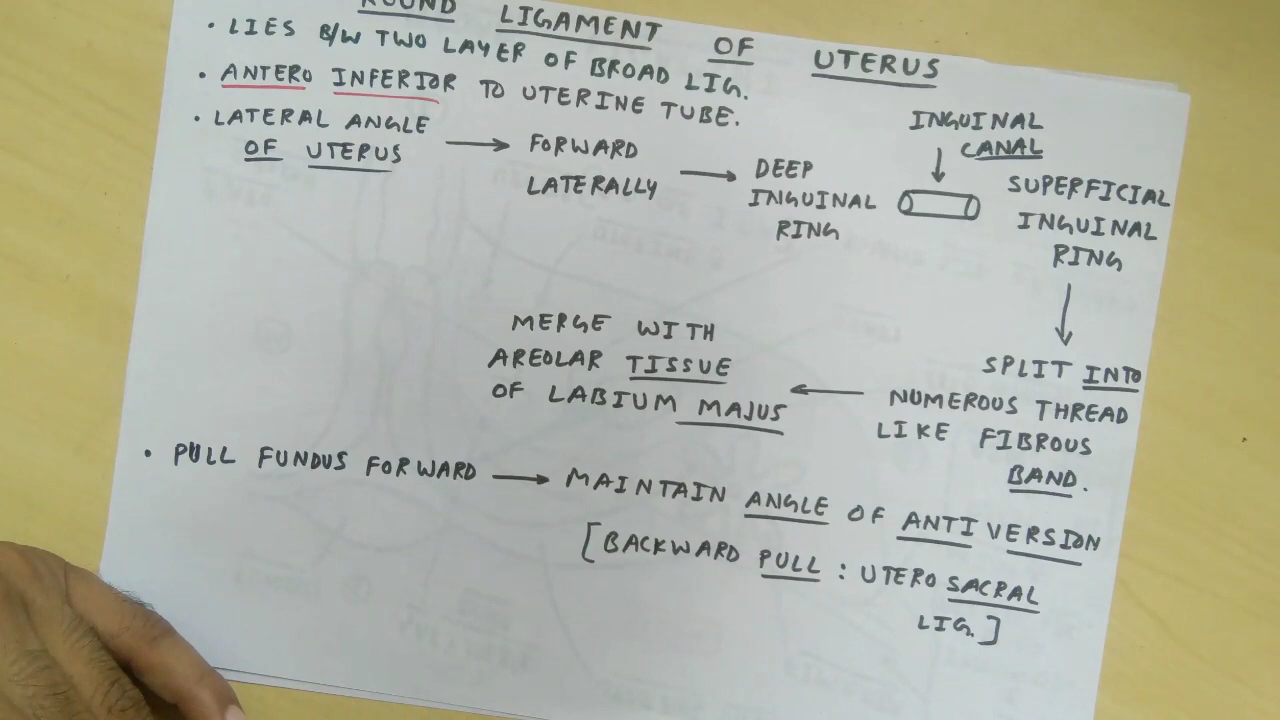 ROUND LIGAMENT OF UTERUS
• LIES B/W TWO LAYER OF BROAD LIG.
• ANTERO INFERIOR TO UTERINE TUBE.
• LATERAL ANGLE
OF UTERUS
→ FORWARD
LATERALLY
→ DEEP
INGUINAL
RING
INGUINAL
CANAL
SUPERFICIAL
INGUINAL
RING
SPLIT INTO
NUMEROUS THREAD
LIKE FIBROUS
BAND.
MERGE WITH
AREOLAR TISSUE
OF LABIUM MAJUS
• PULL FUNDUS FORWARD → MAINTAIN ANGLE OF ANTI VERSION
[BACKWARD PULL : UTERO SACRAL
LIG.]